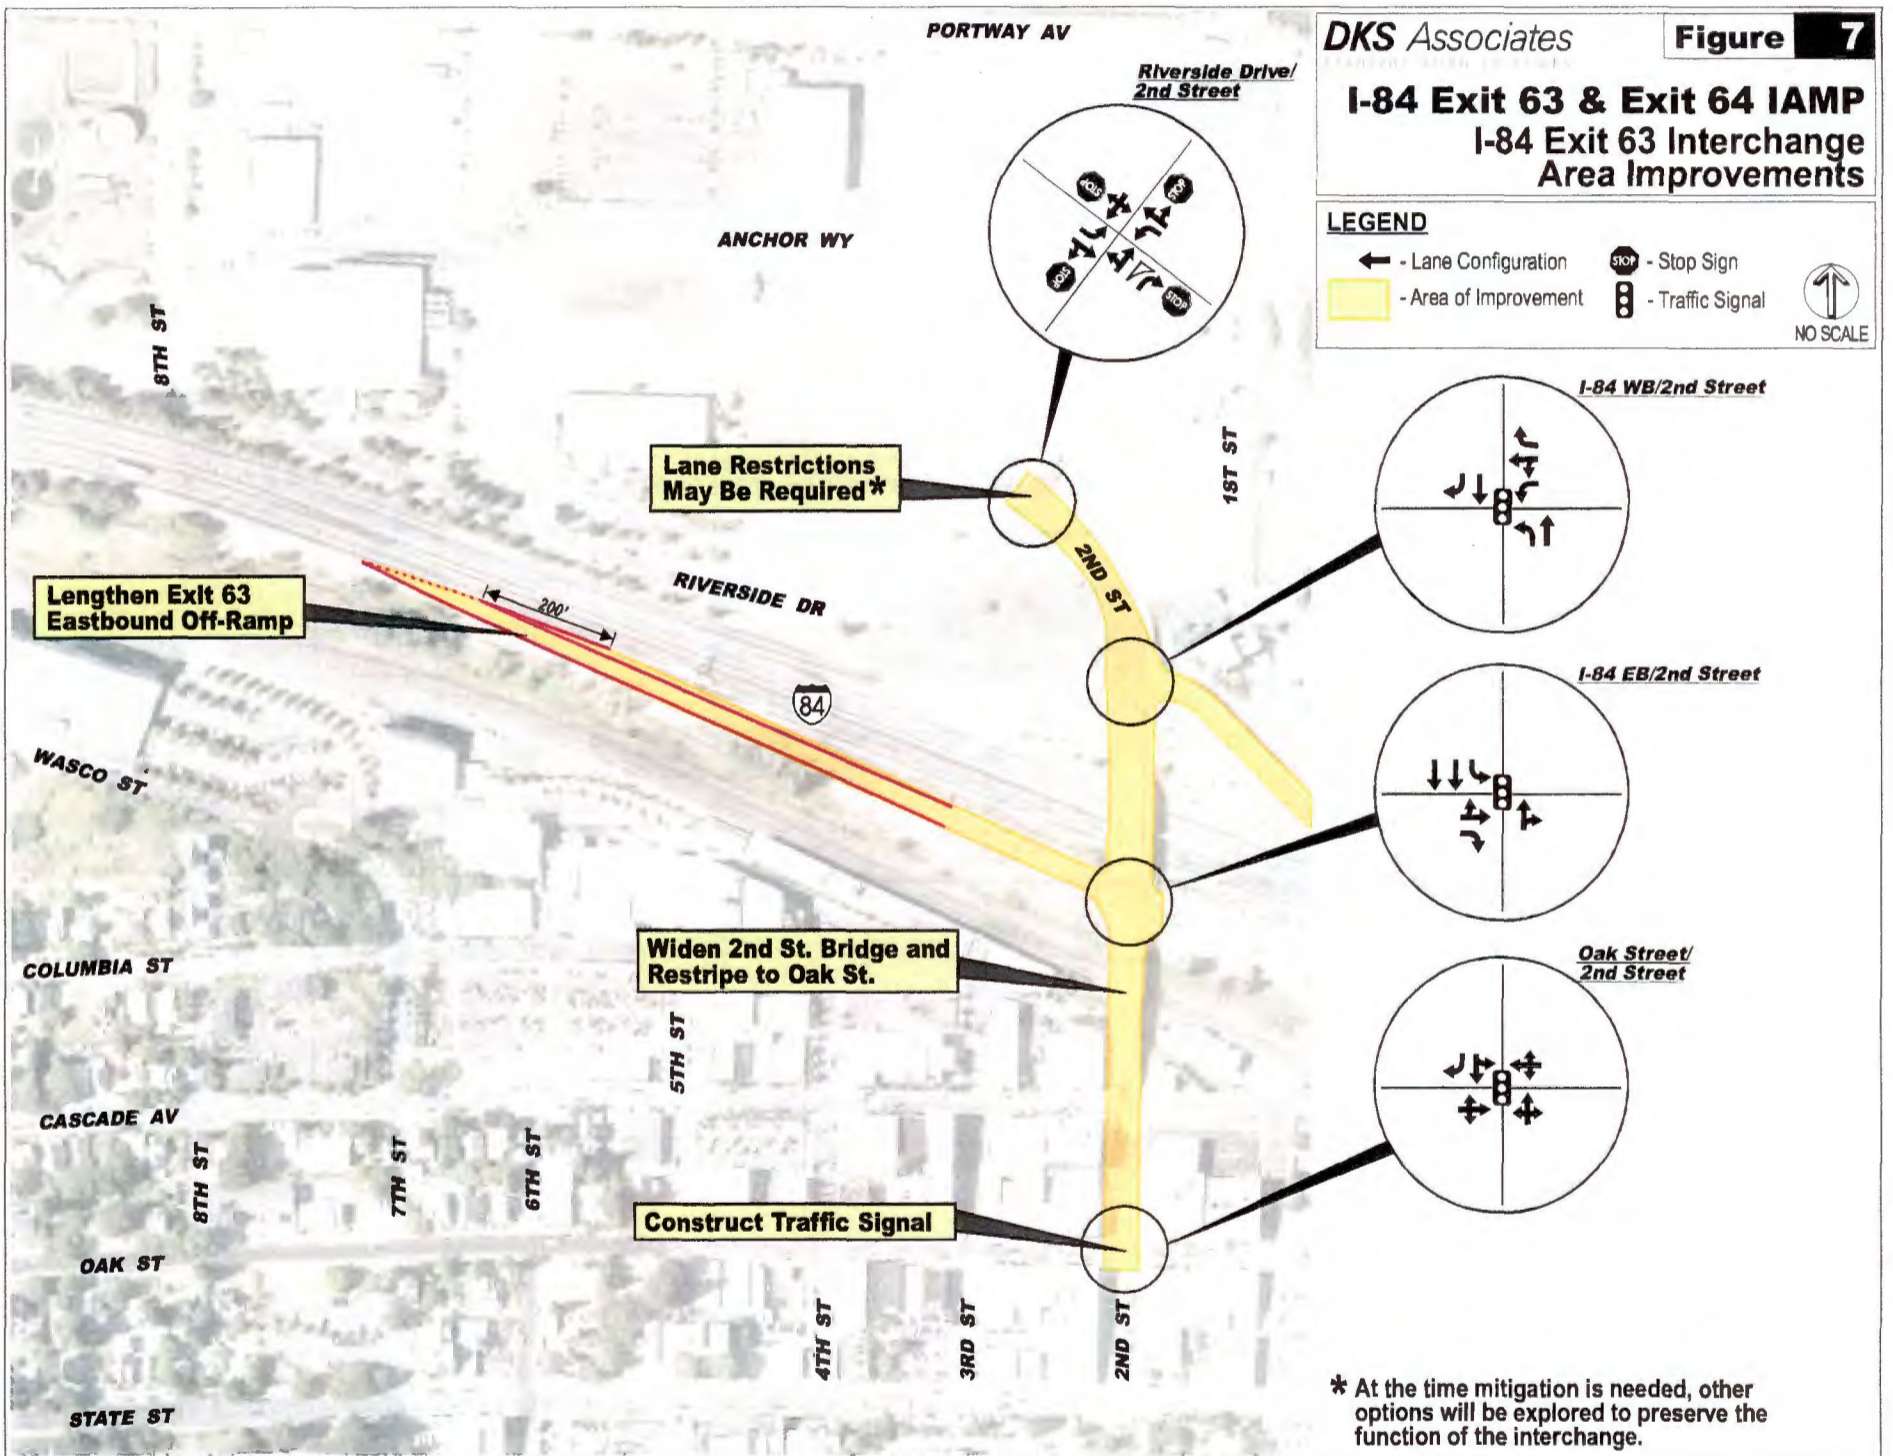 PORTWAY AV
DKS Associates
Figure 7
I-84 Exit 63 & Exit 64 IAMP
I-84 Exit 63 Interchange
Area Improvements
LEGEND
- Lane Configuration
STOP - Stop Sign
- Area of Improvement
- Traffic Signal
NO SCALE
Riverside Drive/
2nd Street
STOP
STOP
STOP
STOP
ANCHOR WY
8TH ST
1ST ST
I-84 WB/2nd Street
Lane Restrictions
May Be Required*
2ND ST
RIVERSIDE DR
Lengthen Exit 63
Eastbound Off-Ramp
200'
84
I-84 EB/2nd Street
WASCO ST
Widen 2nd St. Bridge and
Restripe to Oak St.
COLUMBIA ST
Oak Street/
2nd Street
5TH ST
CASCADE AV
8TH ST
7TH ST
6TH ST
Construct Traffic Signal
OAK ST
4TH ST
3RD ST
2ND ST
STATE ST
* At the time mitigation is needed, other
options will be explored to preserve the
function of the interchange.